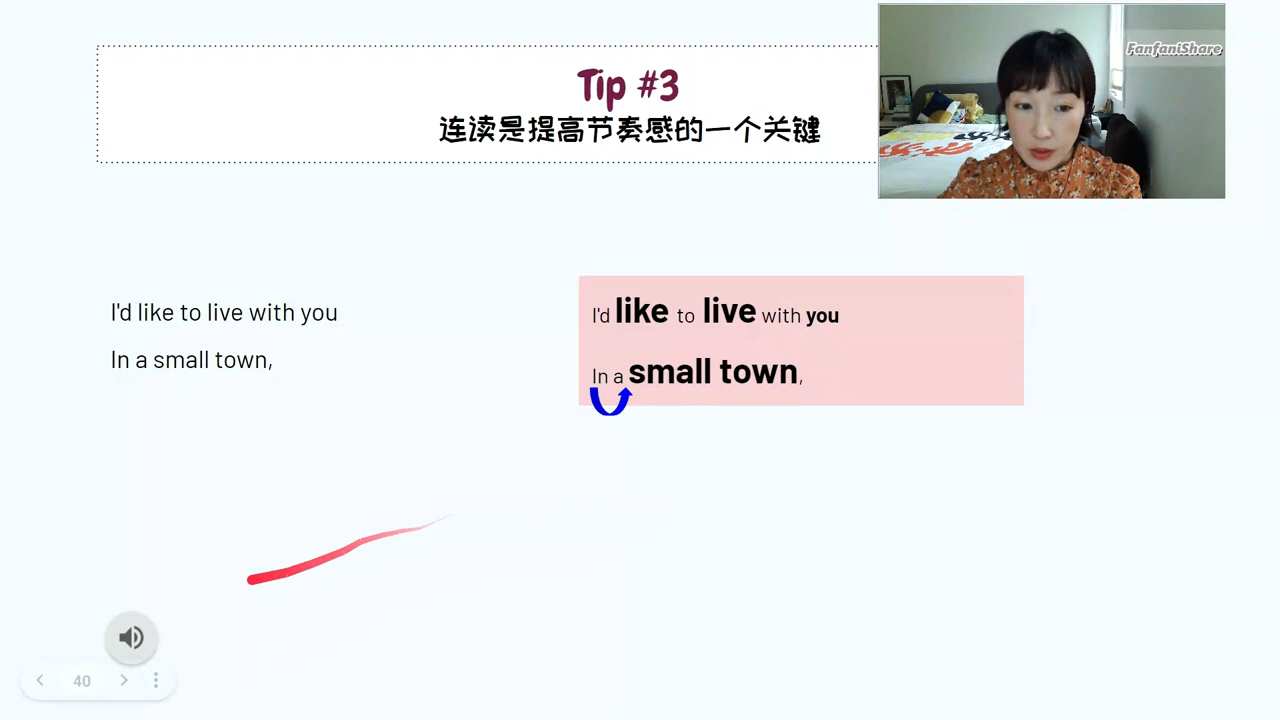 Tip #3
连读是提高节奏感的一个关键
FanfaniShare
I'd like to live with you
In a small town,
I'd like to live with you
In a small town,
40